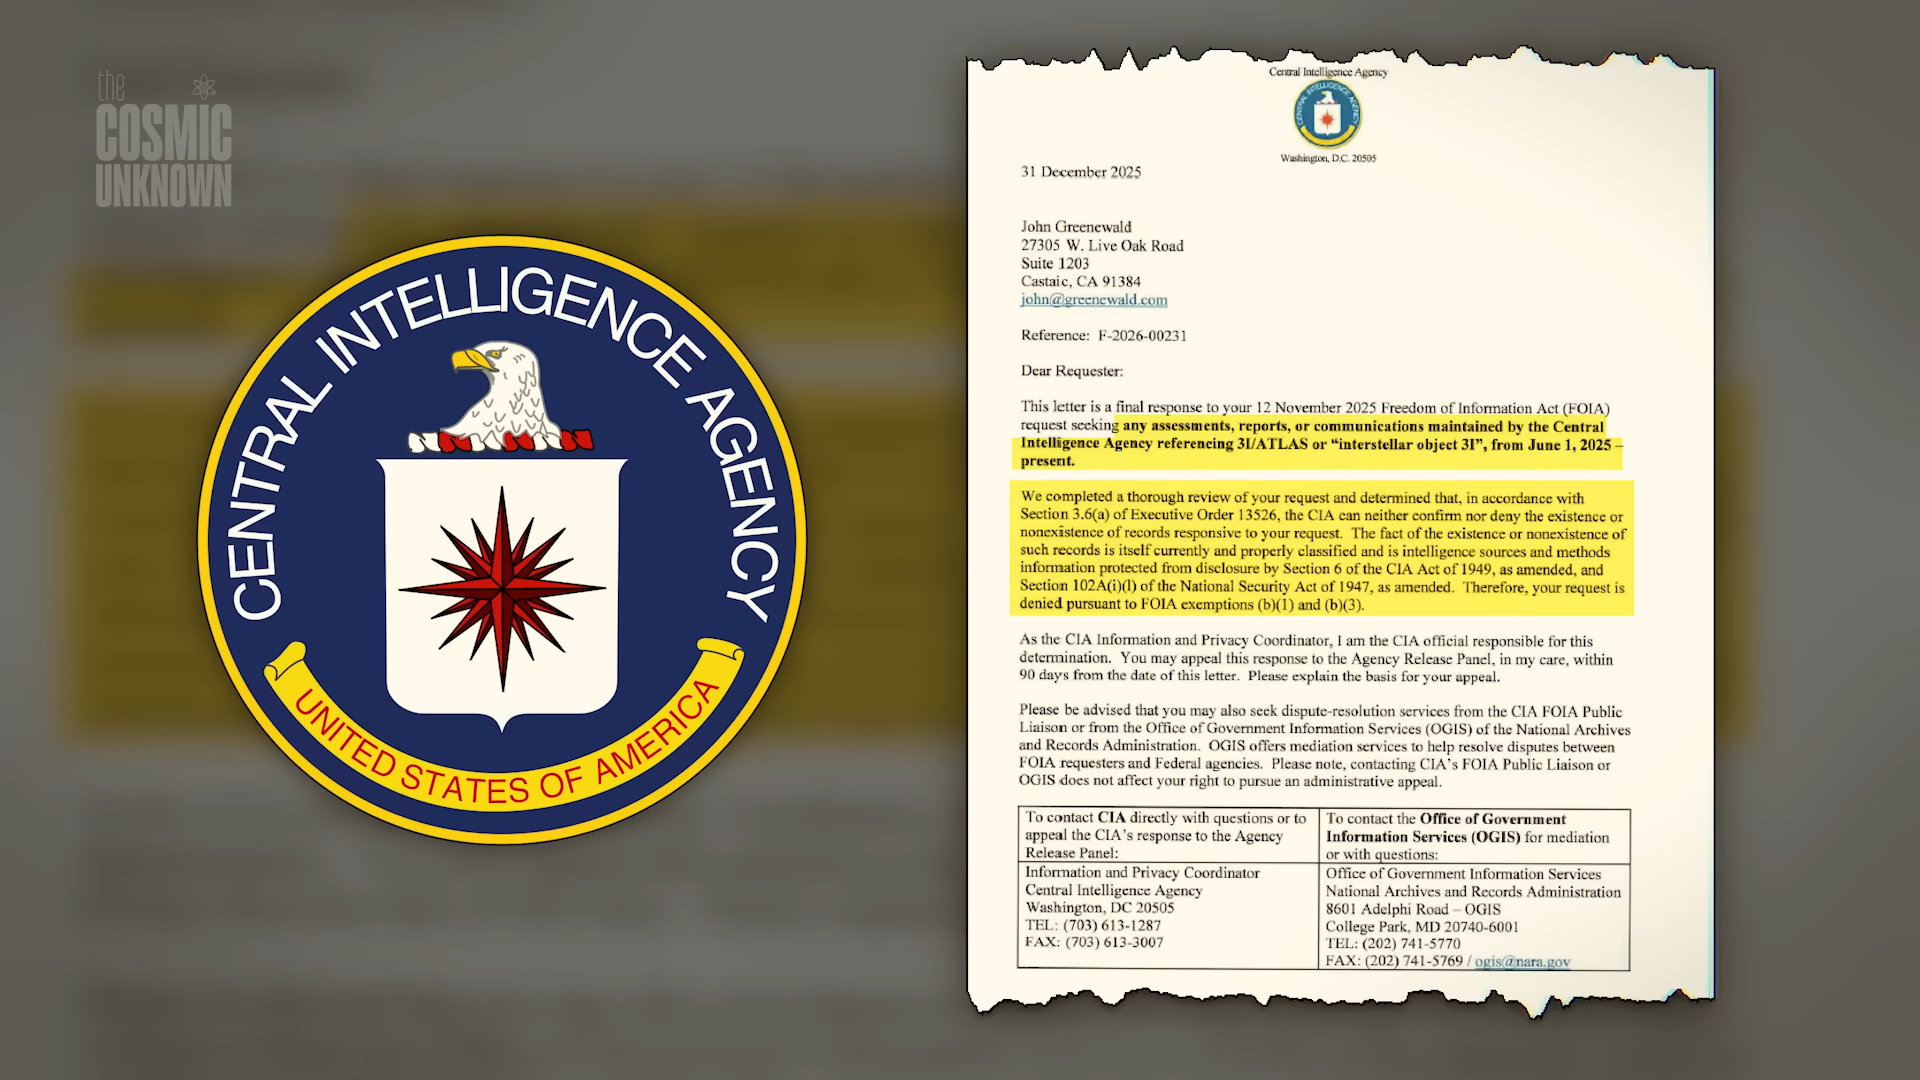 the
COSMIC
UNKNOWN
CENTRAL INTELLIGENCE AGENCY
UNITED STATES OF AMERICA
Central Intelligence Agency
CENTRAL INTELLIGENCE AGENCY
Washington, D.C. 20505
31 December 2025
John Greenewald
27305 W. Live Oak Road
Suite 1203
Castaic, CA 91384
john@greenewald.com
Reference: F-2026-00231
Dear Requester:
This letter is a final response to your 12 November 2025 Freedom of Information Act (FOIA)
request seeking any assessments, reports, or communications maintained by the Central
Intelligence Agency referencing 3I/ATLAS or “interstellar object 3I”, from June 1, 2025 –
present.
We completed a thorough review of your request and determined that, in accordance with
Section 3.6(a) of Executive Order 13526, the CIA can neither confirm nor deny the existence or
nonexistence of records responsive to your request. The fact of the existence or nonexistence of
such records is itself currently and properly classified and is intelligence sources and methods
information protected from disclosure by Section 6 of the CIA Act of 1949, as amended, and
Section 102A(i)(l) of the National Security Act of 1947, as amended. Therefore, your request is
denied pursuant to FOIA exemptions (b)(1) and (b)(3).
As the CIA Information and Privacy Coordinator, I am the CIA official responsible for this
determination. You may appeal this response to the Agency Release Panel, in my care, within
90 days from the date of this letter. Please explain the basis for your appeal.
Please be advised that you may also seek dispute-resolution services from the CIA FOIA Public
Liaison or from the Office of Government Information Services (OGIS) of the National Archives
and Records Administration. OGIS offers mediation services to help resolve disputes between
FOIA requesters and Federal agencies. Please note, contacting CIA’s FOIA Public Liaison or
OGIS does not affect your right to pursue an administrative appeal.
To contact CIA directly with questions or to
appeal the CIA’s response to the Agency
Release Panel:
Information and Privacy Coordinator
Central Intelligence Agency
Washington, DC 20505
TEL: (703) 613-1287
FAX: (703) 613-3007
To contact the Office of Government
Information Services (OGIS) for mediation
or with questions:
Office of Government Information Services
National Archives and Records Administration
8601 Adelphi Road – OGIS
College Park, MD 20740-6001
TEL: (202) 741-5770
FAX: (202) 741-5769 / ogis@nara.gov